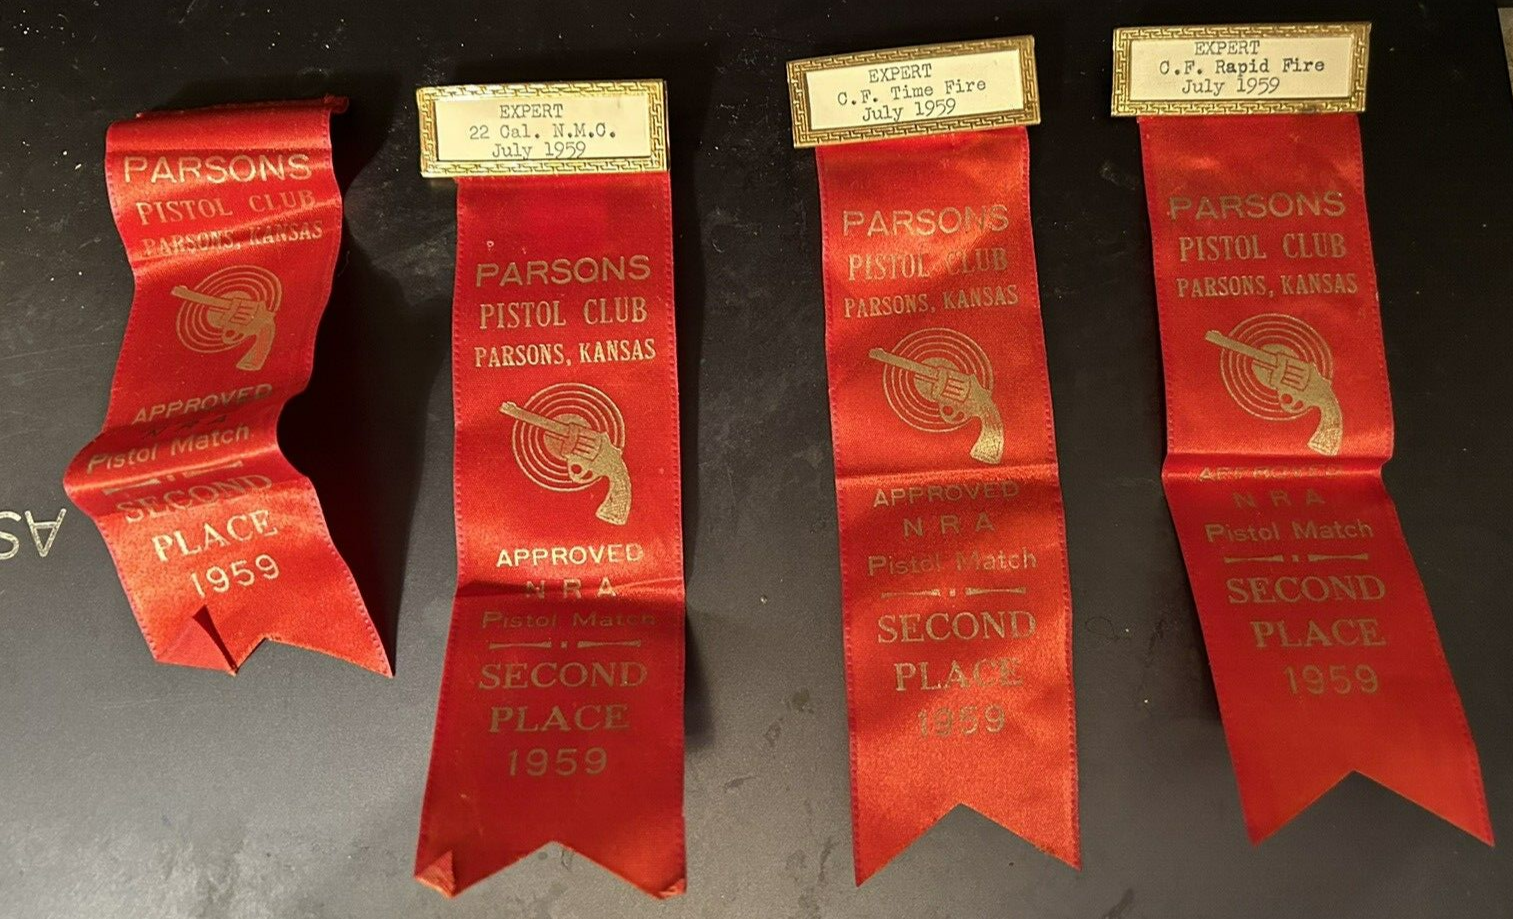 PARSONS
PISTOL CLUB
PARSONS, KANSAS
APPROVED
N R A
Pistol Match
SECOND
PLACE
1959
EXPERT
22 Cal. N.M.C.
July 1959
PARSONS
PISTOL CLUB
PARSONS, KANSAS
APPROVED
N R A
Pistol Match
SECOND
PLACE
1959
EXPERT
C.F. Time Fire
July 1959
PARSONS
PISTOL CLUB
PARSONS, KANSAS
APPROVED
N R A
Pistol Match
SECOND
PLACE
1959
EXPERT
C.F. Rapid Fire
July 1959
PARSONS
PISTOL CLUB
PARSONS, KANSAS
APPROVED
N R A
Pistol Match
SECOND
PLACE
1959